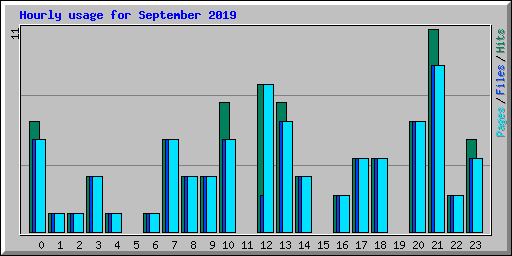 Hourly usage for September 2019
11
Pages / Files / Hits
0 1 2 3 4 5 6 7 8 9 10 11 12 13 14 15 16 17 18 19 20 21 22 23